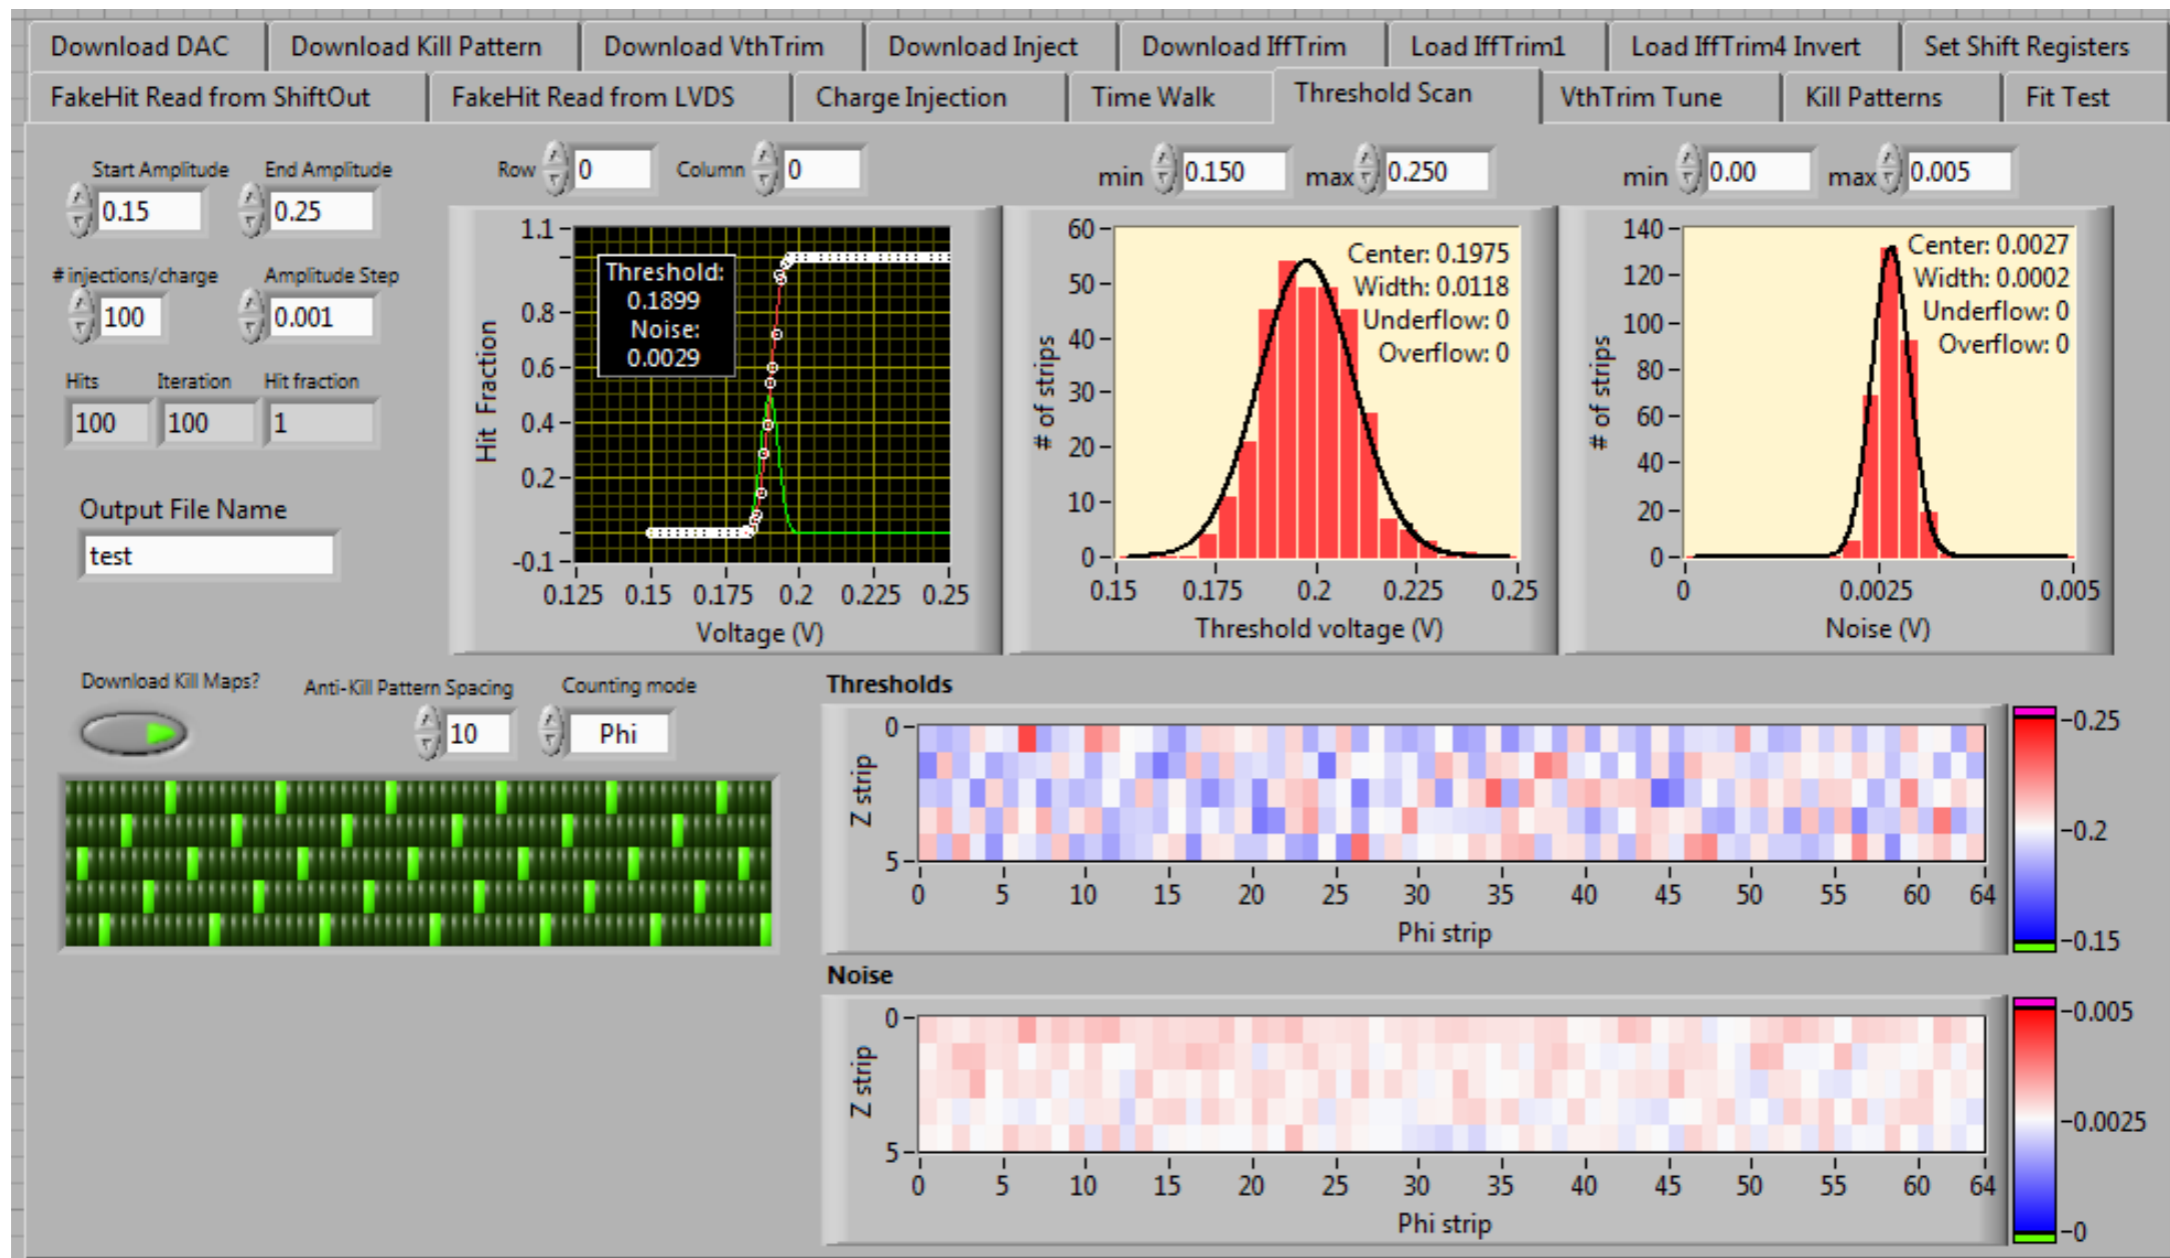 Download DAC
Download Kill Pattern
Download VthTrim
Download Inject
Download IffTrim
Load IffTrim1
Load IffTrim4 Invert
Set Shift Registers
FakeHit Read from ShiftOut
FakeHit Read from LVDS
Charge Injection
Time Walk
Threshold Scan
VthTrim Tune
Kill Patterns
Fit Test
Start Amplitude
0.15
End Amplitude
0.25
# injections/charge
100
Amplitude Step
0.001
Hits
100
Iteration
100
Hit fraction
1
Output File Name
test
Row 0
Column 0
Hit Fraction
1.1
0.8
0.6
0.4
0.2
-0.1
Threshold:
0.1899
Noise:
0.0029
0.125 0.15 0.175 0.2 0.225 0.25
Voltage (V)
min 0.150
max 0.250
# of strips
60
50
40
30
20
10
0
Center: 0.1975
Width: 0.0118
Underflow: 0
Overflow: 0
0.15 0.175 0.2 0.225 0.25
Threshold voltage (V)
min 0.00
max 0.005
# of strips
140
120
100
80
60
40
20
0
Center: 0.0027
Width: 0.0002
Underflow: 0
Overflow: 0
0 0.0025 0.005
Noise (V)
Download Kill Maps?
Anti-Kill Pattern Spacing
10
Counting mode
Phi
Thresholds
Z strip
0
5
0 5 10 15 20 25 30 35 40 45 50 55 60 64
Phi strip
-0.25
-0.2
-0.15
Noise
Z strip
0
5
0 5 10 15 20 25 30 35 40 45 50 55 60 64
Phi strip
-0.005
-0.0025
-0